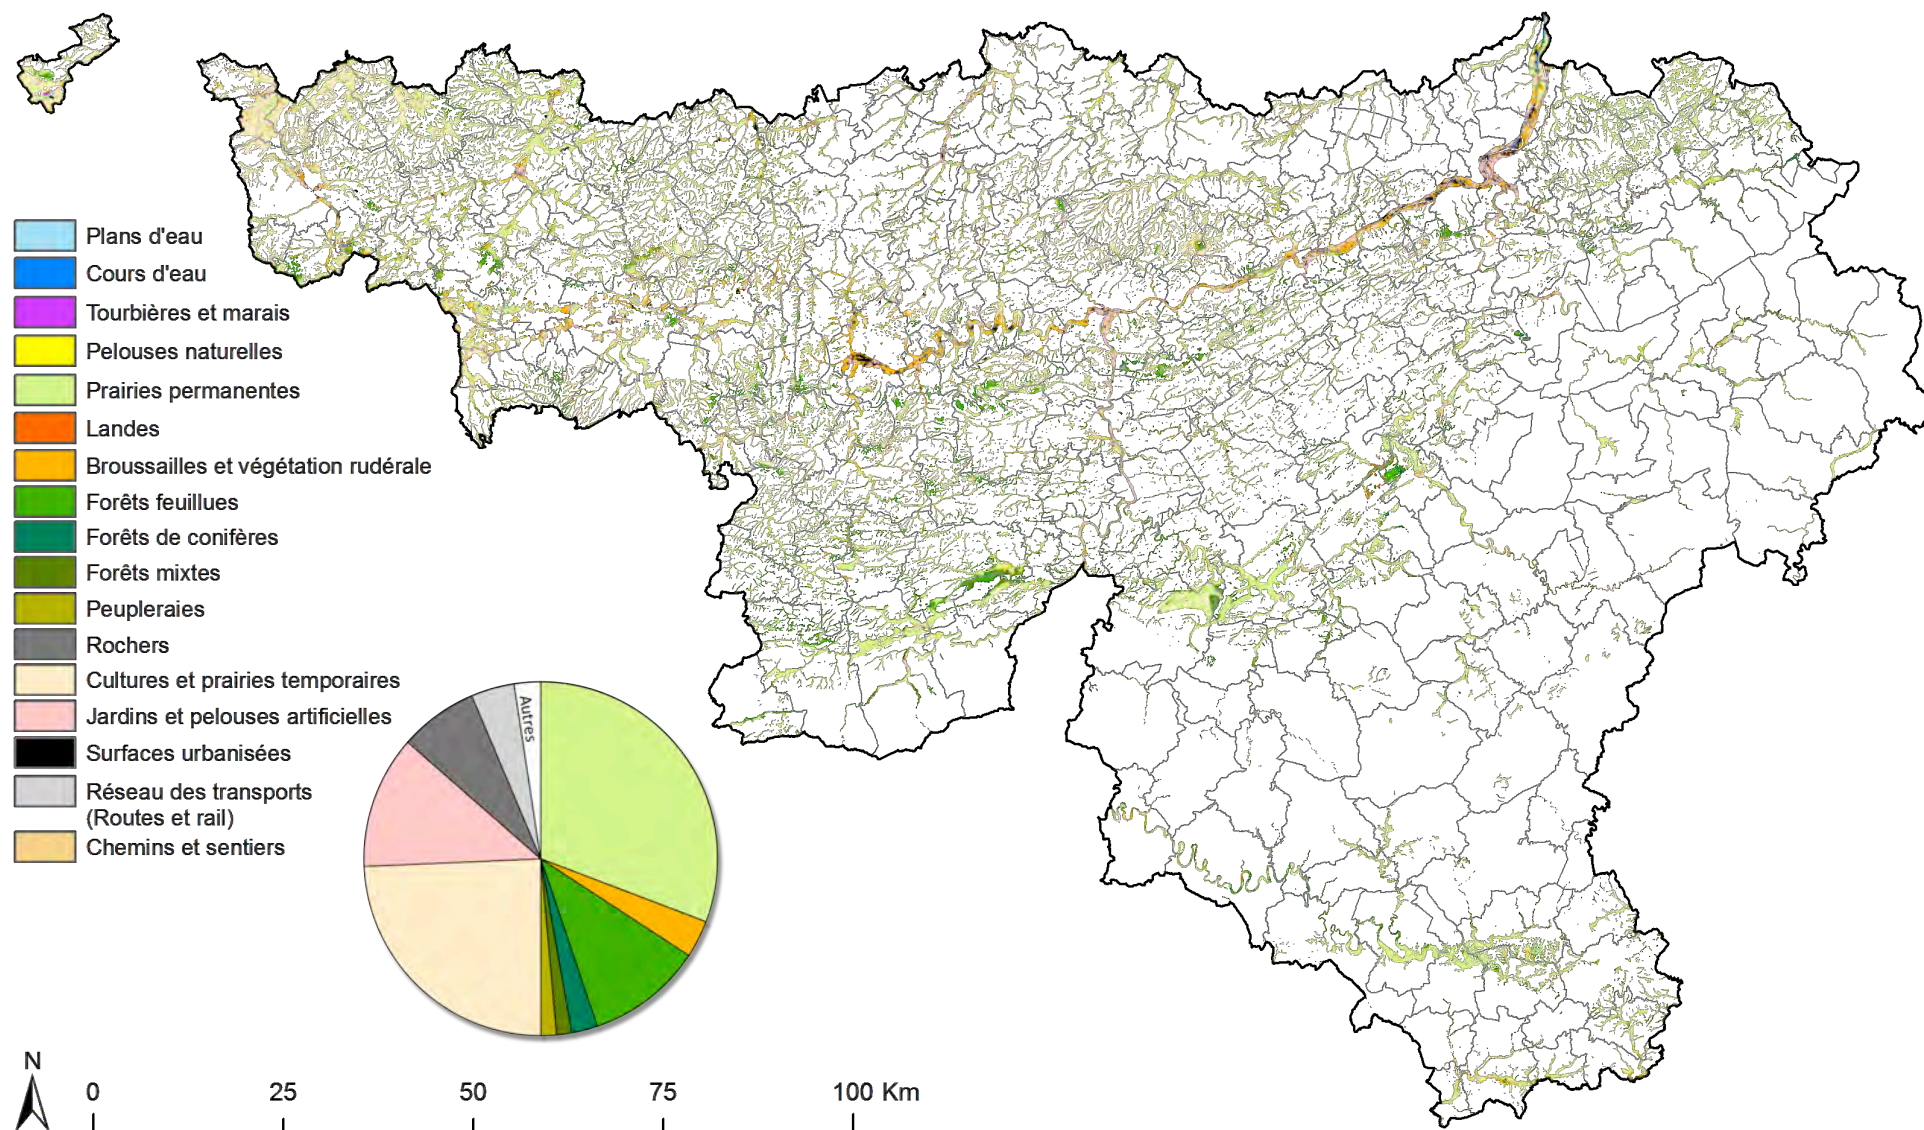 Plans d'eau
Cours d'eau
Tourbières et marais
Pelouses naturelles
Prairies permanentes
Landes
Broussailles et végétation rudérale
Forêts feuillues
Forêts de conifères
Forêts mixtes
Peupleraies
Rochers
Cultures et prairies temporaires
Jardins et pelouses artificielles
Surfaces urbanisées
Réseau des transports
(Routes et rail)
Chemins et sentiers
Autres
N
0 25 50 75 100 Km